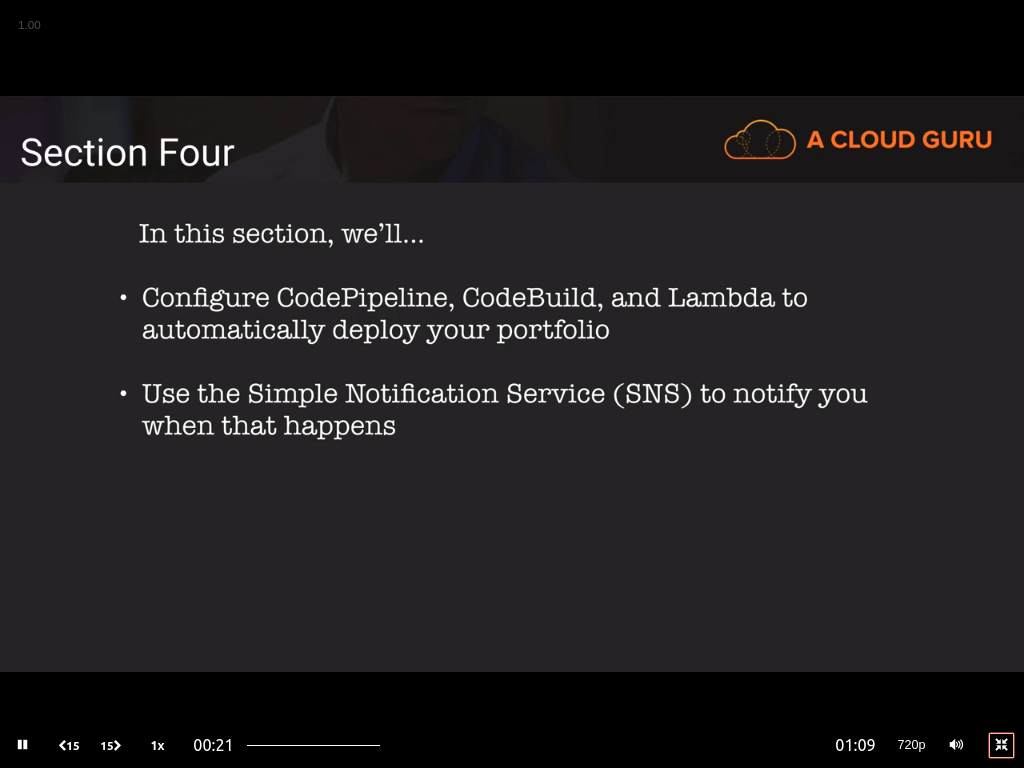 1.00
Section Four
A CLOUD GURU
In this section, we’ll...
• Configure CodePipeline, CodeBuild, and Lambda to
automatically deploy your portfolio
• Use the Simple Notification Service (SNS) to notify you
when that happens
15 15 1x 00:21 01:09 720p